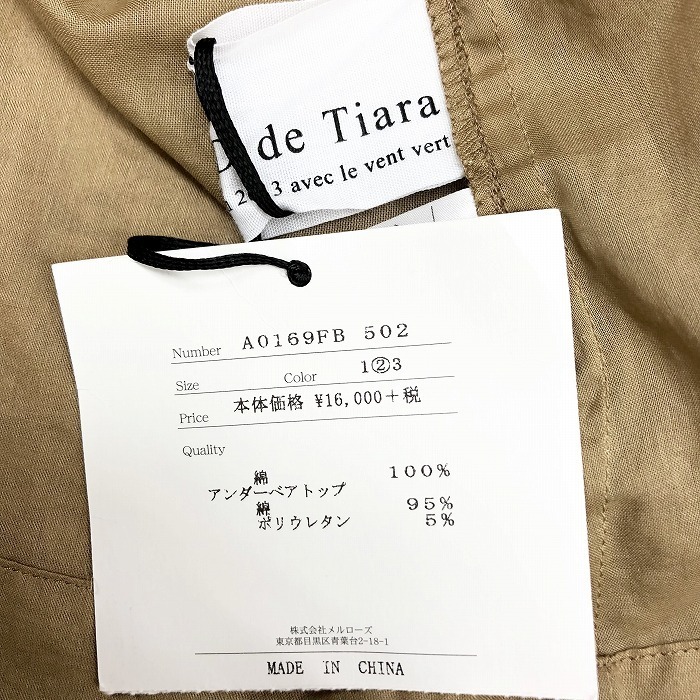 de Tiara
avec le vent vert
Number A0169FB 502
Size Color 1②3
Price 本体価格 ¥16,000+税
Quality
綿 100%
アンダーベアトップ
綿 95%
ポリウレタン 5%
株式会社メルローズ
東京都目黒区青葉台2-18-1
MADE IN CHINA